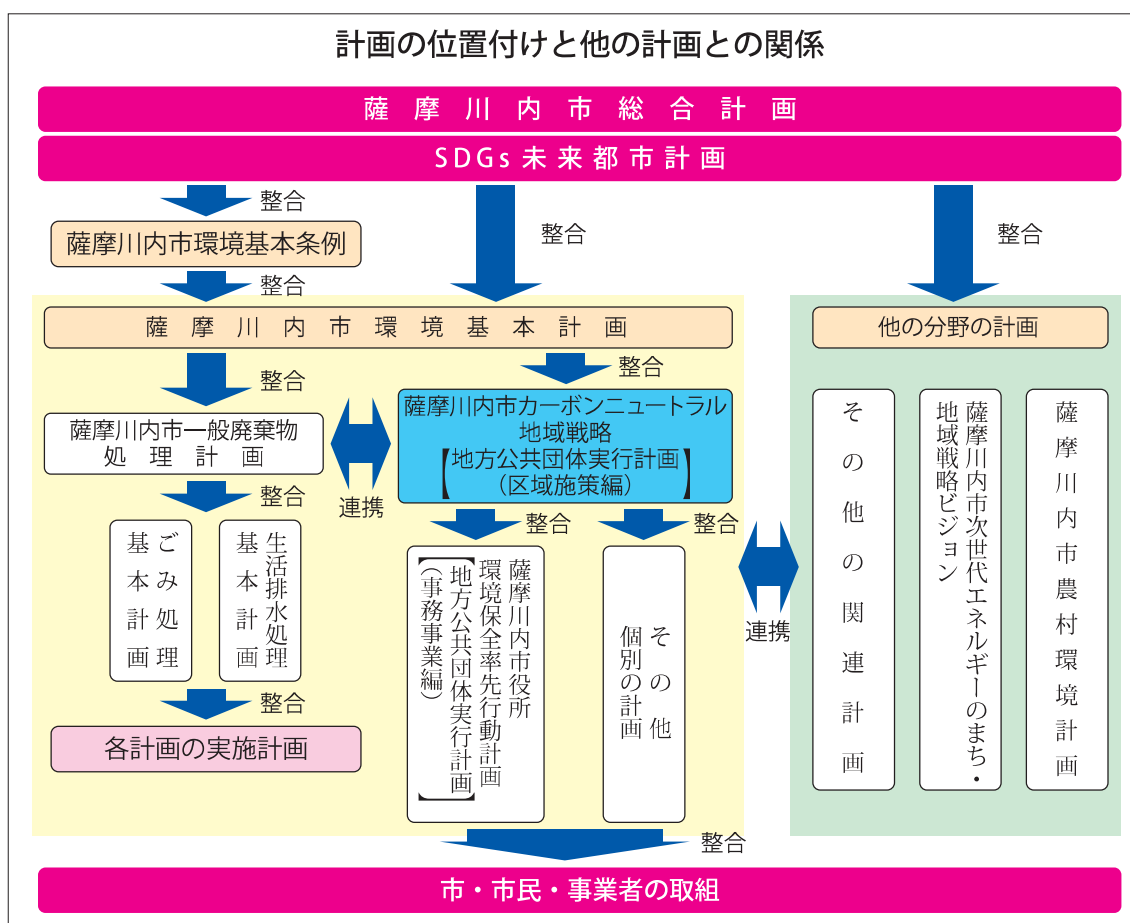 計画の位置付けと他の計画との関係
薩摩川内市総合計画
SDGs未来都市計画
整合
整合
整合
薩摩川内市環境基本条例
整合
薩摩川内市環境基本計画
他の分野の計画
整合
整合
薩摩川内市一般廃棄物
処理計画
連携
薩摩川内市カーボンニュートラル
地域戦略
【地方公共団体実行計画
(区域施策編)】
整合
整合
整合
ごみ処理
基本計画
生活排水処理
基本計画
整合
各計画の実施計画
薩摩川内市役所
環境保全率先行動計画
【地方公共団体実行計画
(事務事業編)】
その他
個別の計画
連携
その他の関連計画
薩摩川内市次世代エネルギーのまち・
地域戦略ビジョン
薩摩川内市農村環境計画
整合
市・市民・事業者の取組